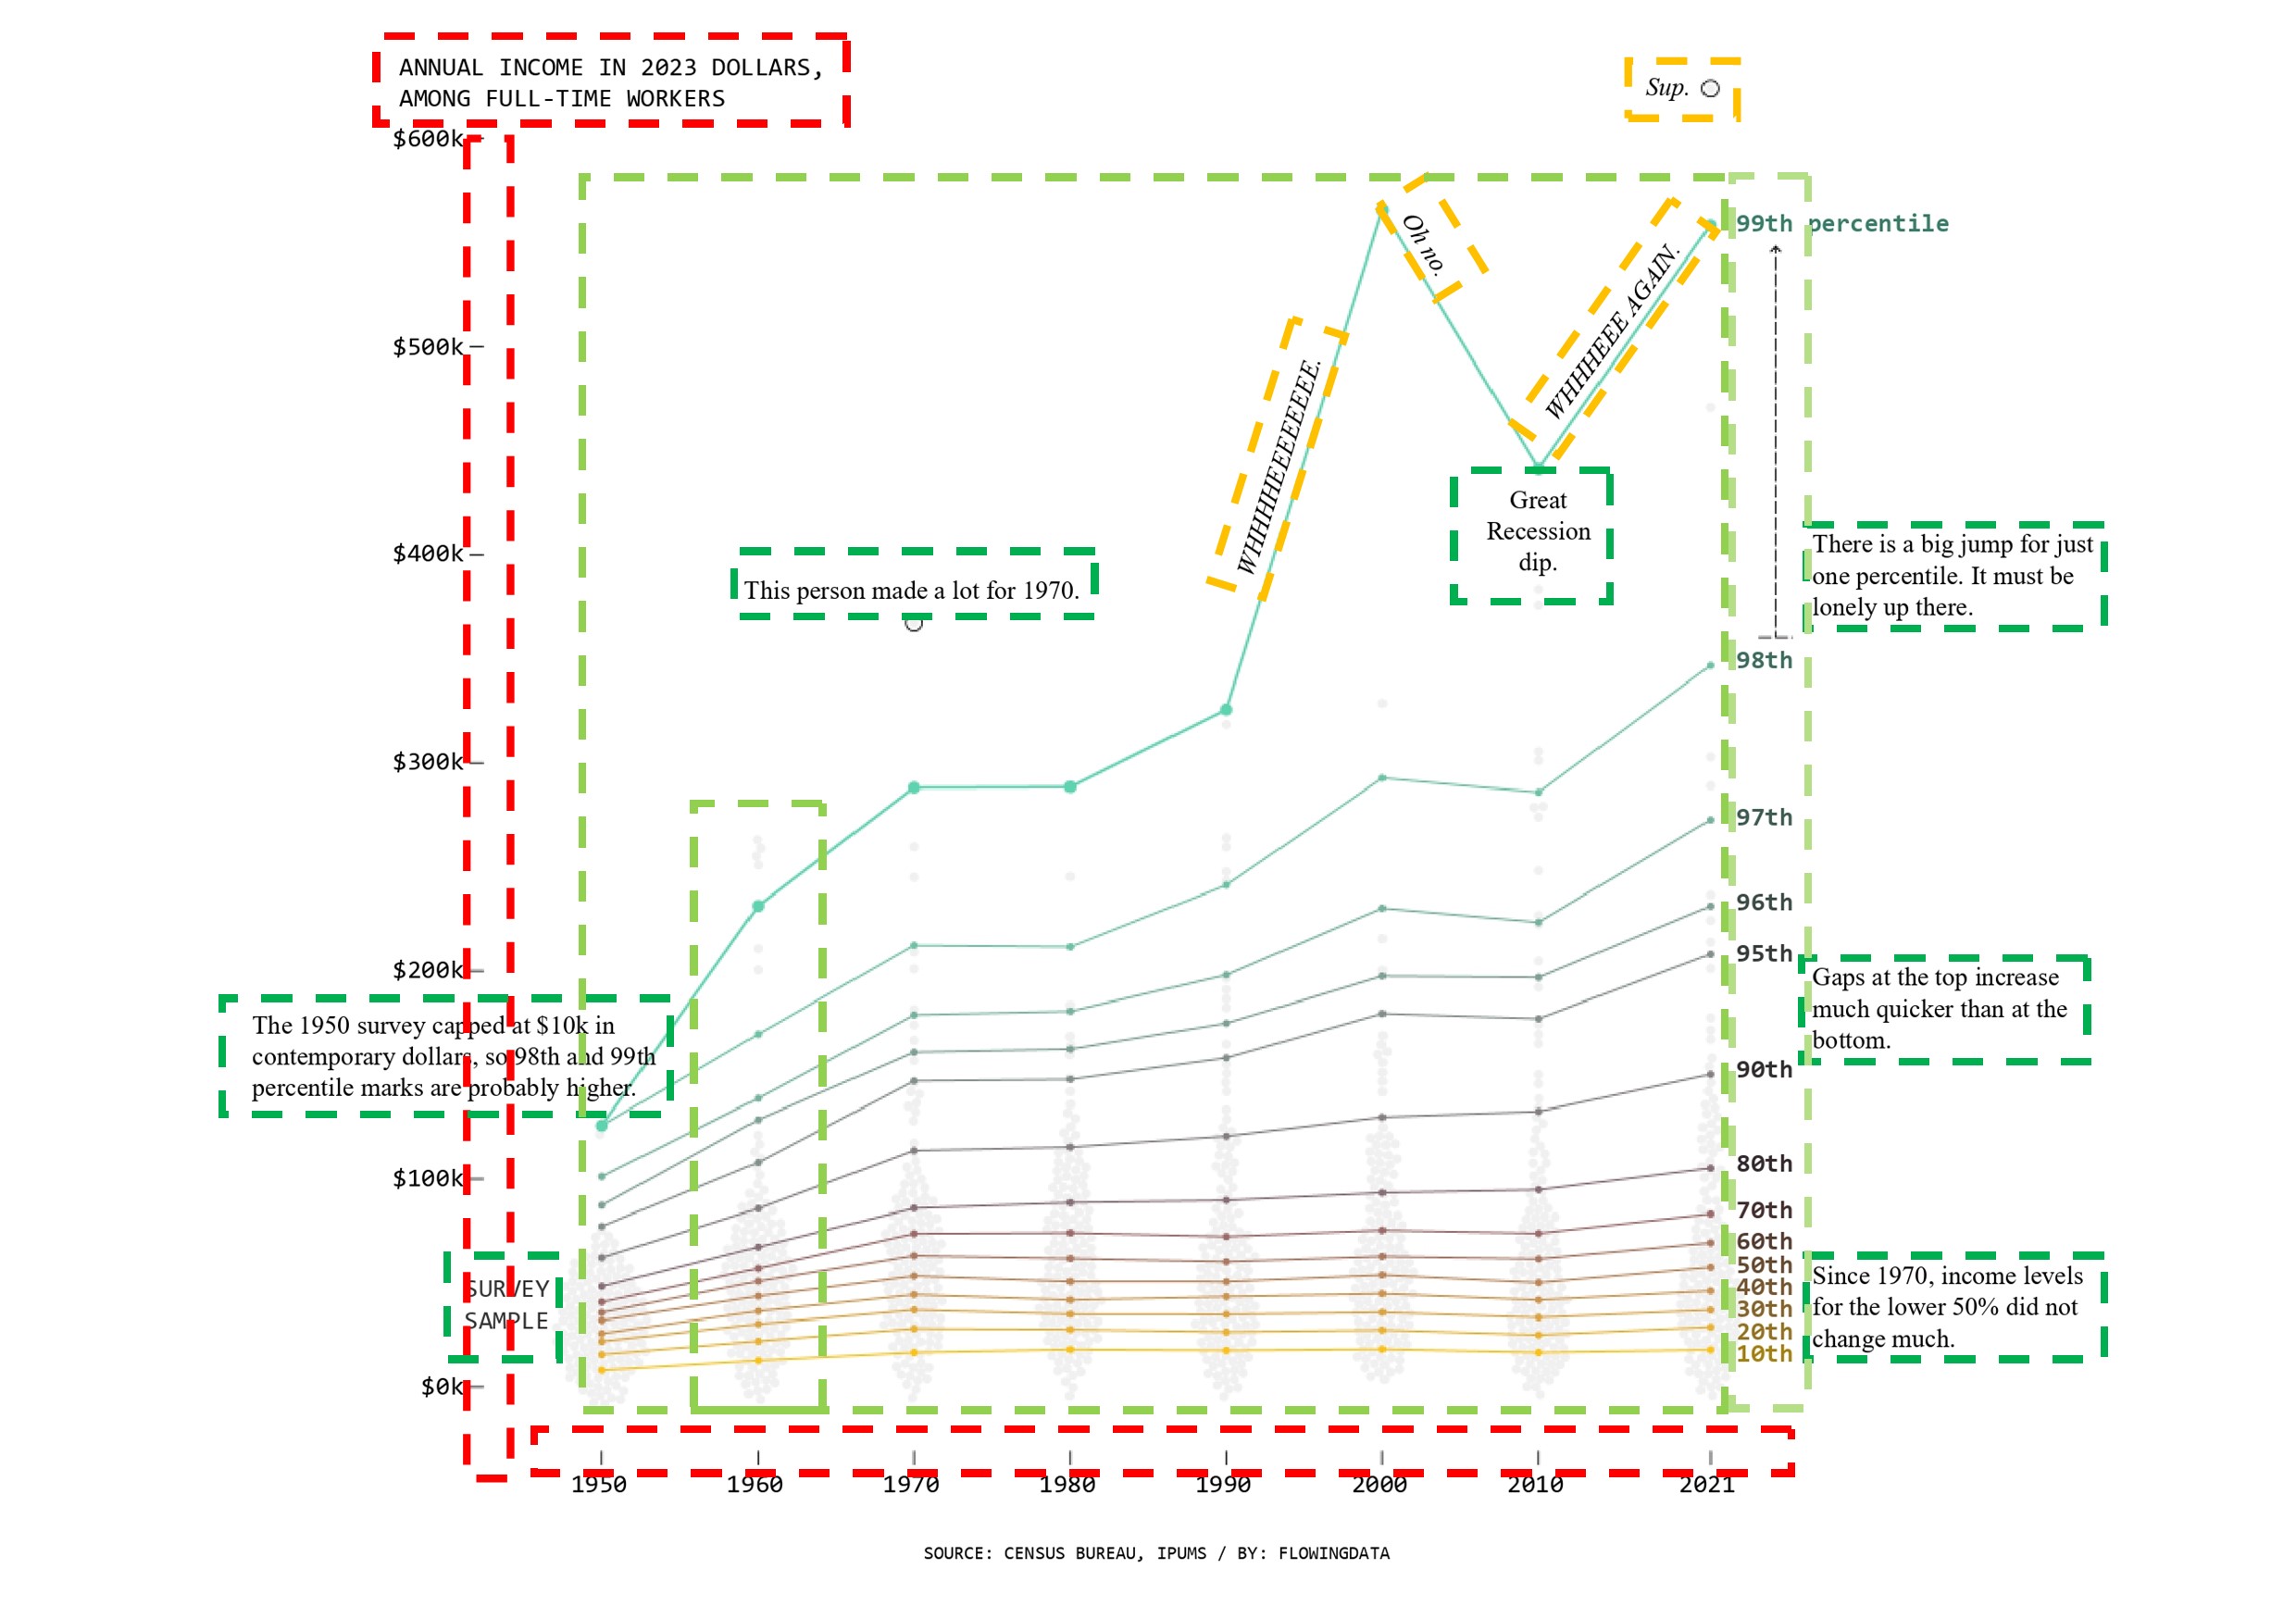 ANNUAL INCOME IN 2023 DOLLARS,
AMONG FULL-TIME WORKERS
Sup.
$600k
$500k
$400k
$300k
$200k
$100k
$0k
99th percentile
98th
97th
96th
95th
90th
80th
70th
60th
50th
40th
30th
20th
10th
Oh no.
WHHHEEE AGAIN.
WHHHHEEEEEEE.
Great
Recession
dip.
This person made a lot for 1970.
There is a big jump for just
one percentile. It must be
lonely up there.
Gaps at the top increase
much quicker than at the
bottom.
The 1950 survey capped at $10k in
contemporary dollars, so 98th and 99th
percentile marks are probably higher.
SURVEY
SAMPLE
Since 1970, income levels
for the lower 50% did not
change much.
1950 1960 1970 1980 1990 2000 2010 2021
SOURCE: CENSUS BUREAU, IPUMS / BY: FLOWINGDATA